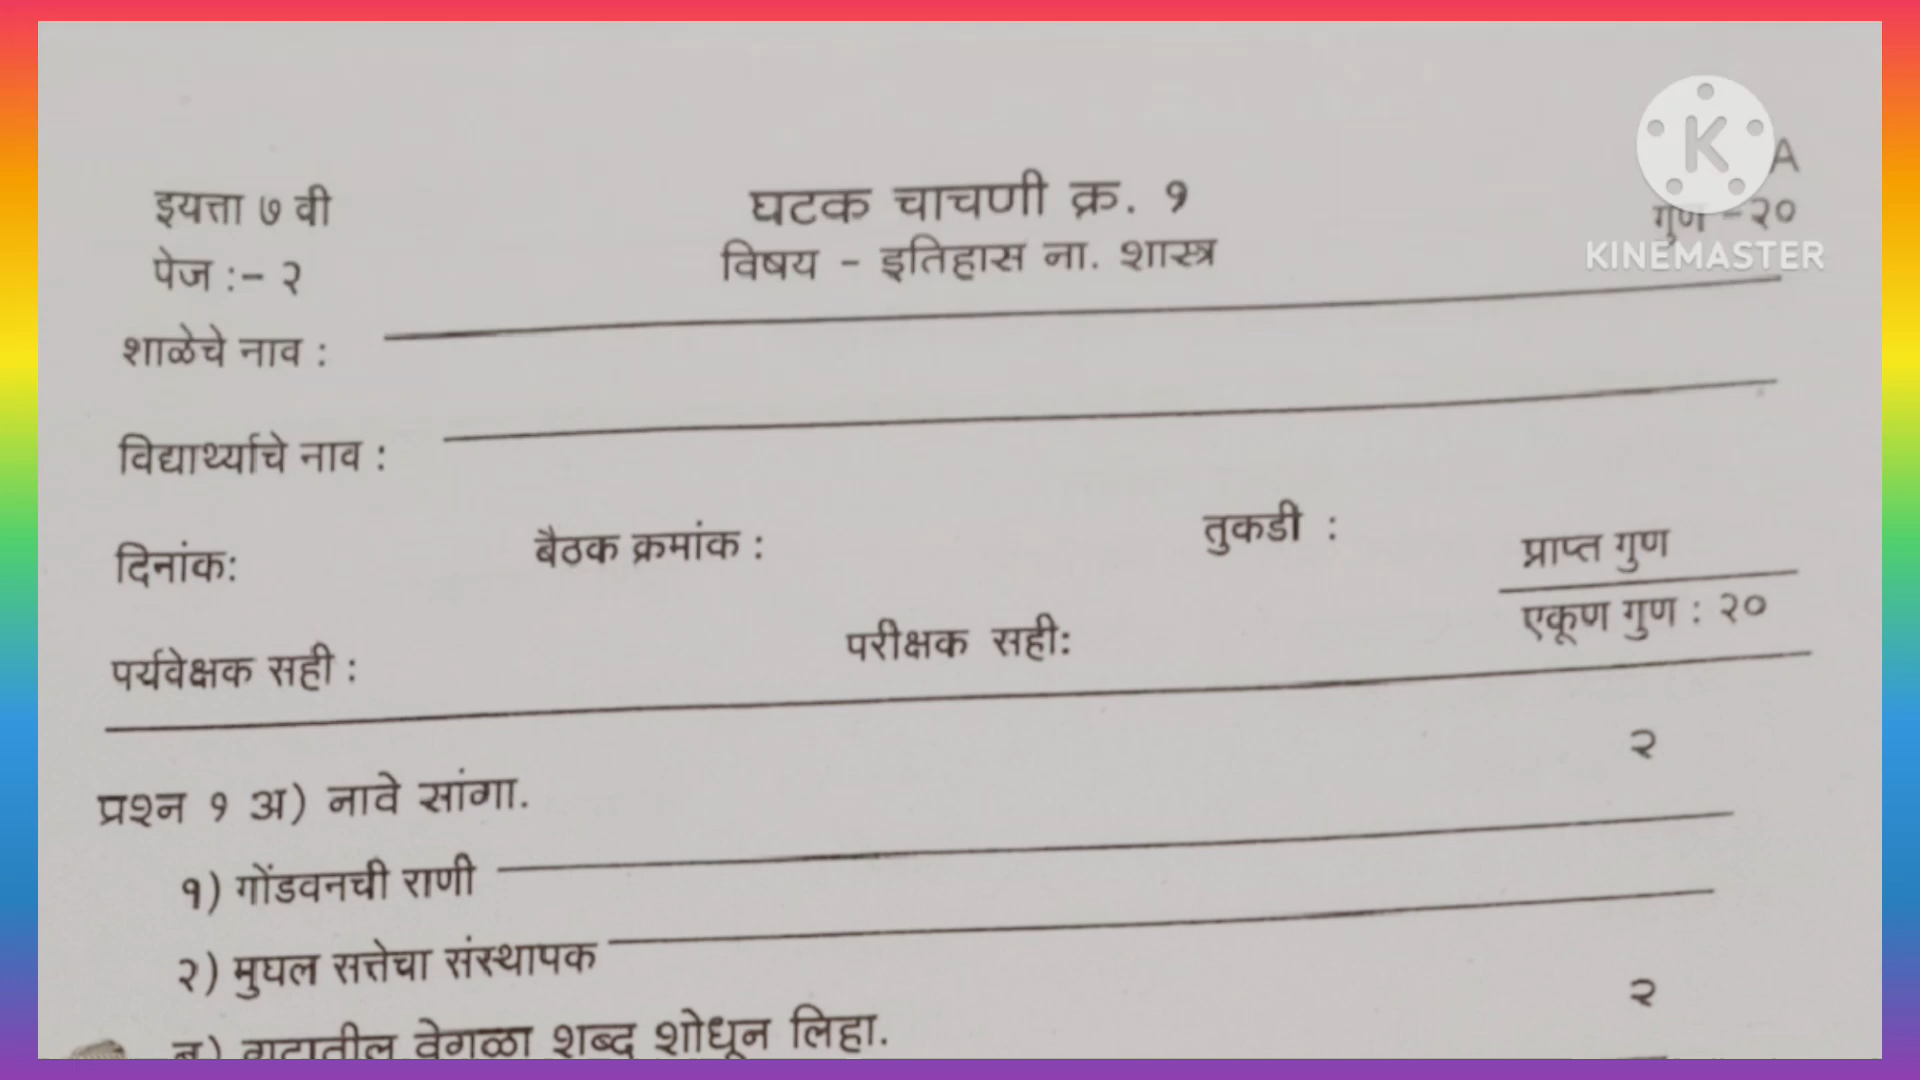 A
इयत्ता ७ वी
घटक चाचणी क्र. १
गुण -२०
पेज :- २
विषय - इतिहास ना. शास्त्र
KINEMASTER
शाळेचे नाव :
विद्यार्थ्याचे नाव :
दिनांक:
बैठक क्रमांक :
तुकडी :
प्राप्त गुण
एकूण गुण : २०
पर्यवेक्षक सही :
परीक्षक सही:
प्रश्न १ अ) नावे सांगा.
२
१) गोंडवनची राणी
२) मुघल सत्तेचा संस्थापक
ब) गटातील वेगळा शब्द शोधून लिहा.
२